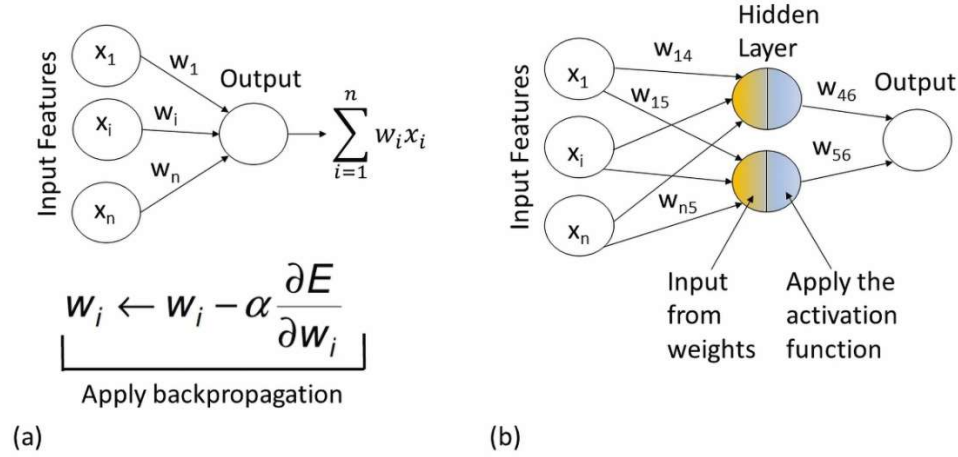 Input Features
x1
xi
xn
w1
wi
wn
Output
n
∑ wixi
i=1
wi ← wi − α ∂E/∂wi
Apply backpropagation
(a)
Input Features
x1
xi
xn
w14
w15
wn5
Hidden
Layer
w46
w56
Output
Input
from
weights
Apply the
activation
function
(b)